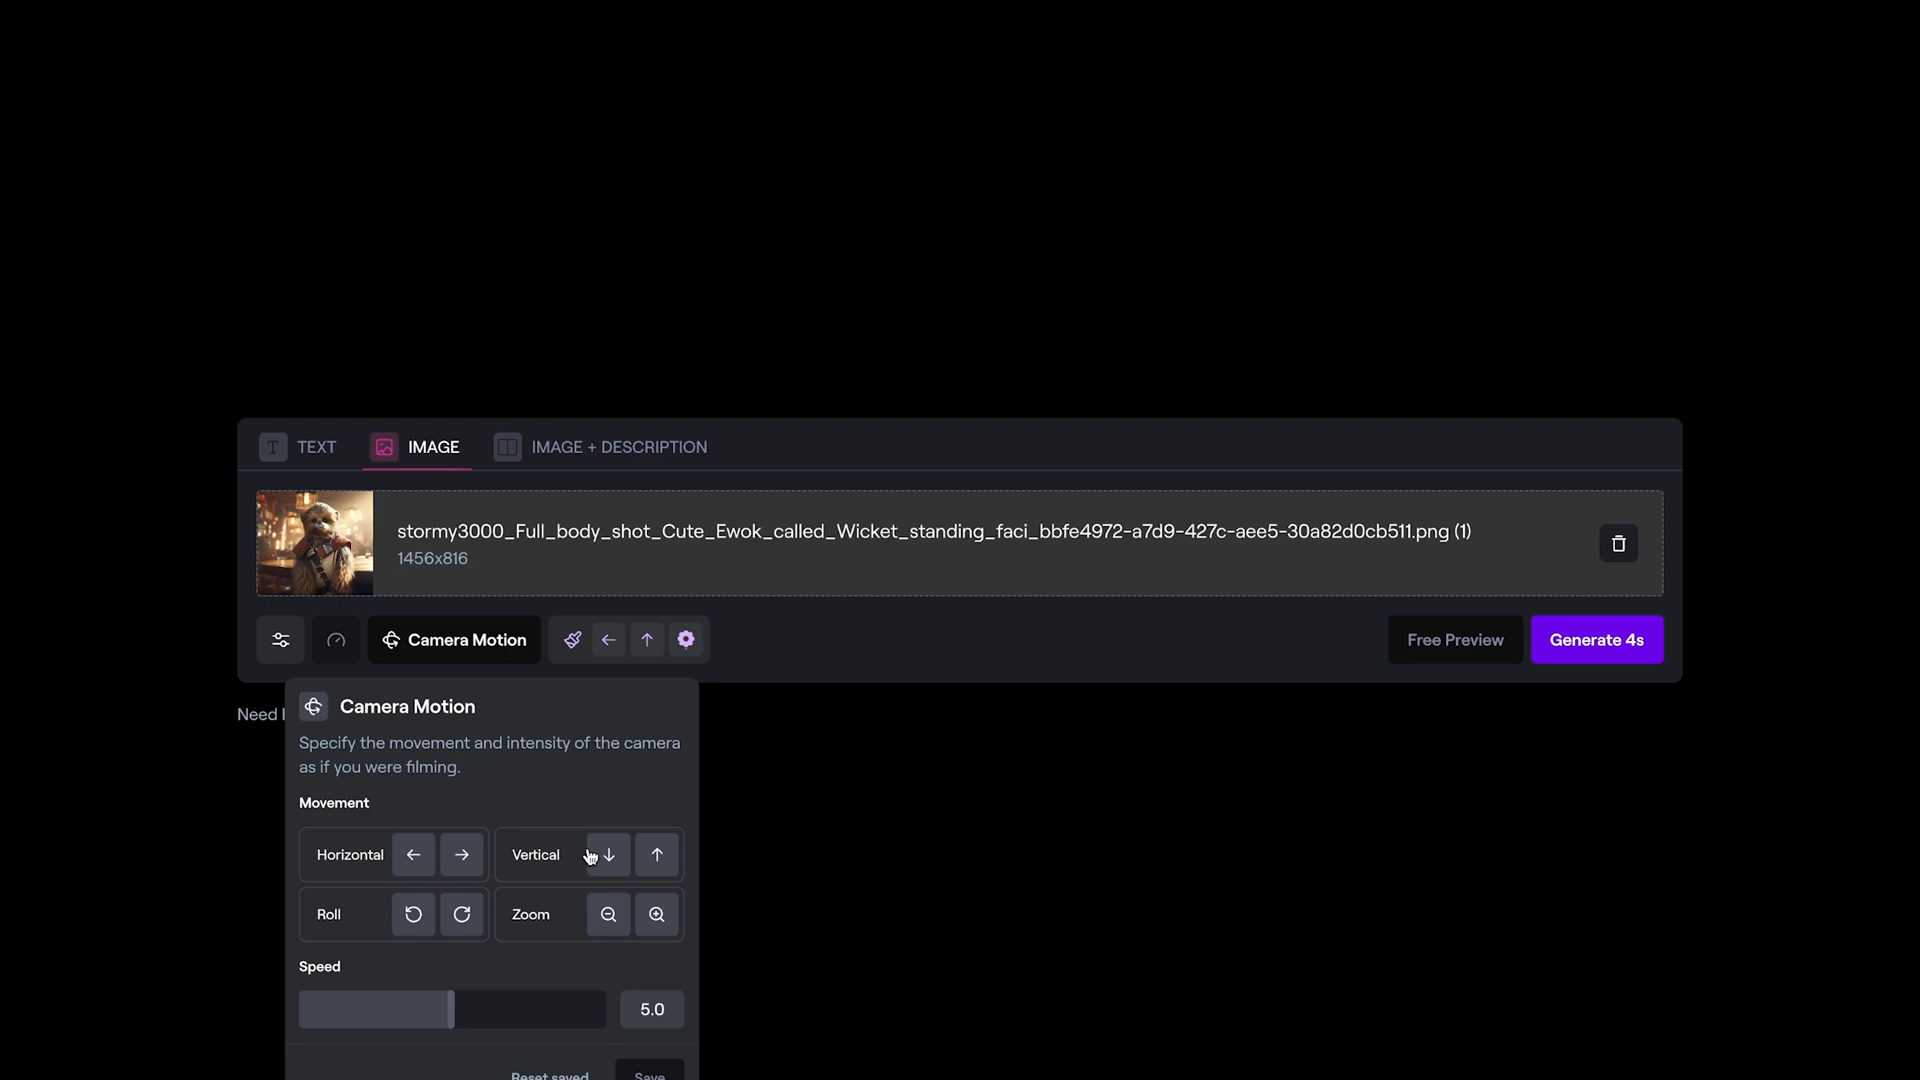 T TEXT IMAGE IMAGE + DESCRIPTION
stormy3000_Full_body_shot_Cute_Ewok_called_Wicket_standing_faci_bbfe4972-a7d9-427c-aee5-30a82d0cb511.png (1)
1456x816
Camera Motion Free Preview Generate 4s
Need
Camera Motion
Specify the movement and intensity of the camera
as if you were filming.
Movement
Horizontal Vertical
Roll Zoom
Speed
5.0
Reset saved Save